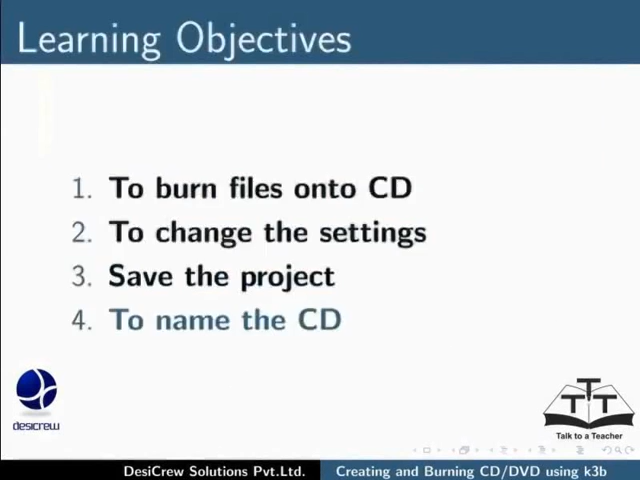 Learning Objectives
1. To burn files onto CD
2. To change the settings
3. Save the project
4. To name the CD
desicrew
T T T
Talk to a Teacher
DesiCrew Solutions Pvt.Ltd.
Creating and Burning CD/DVD using k3b